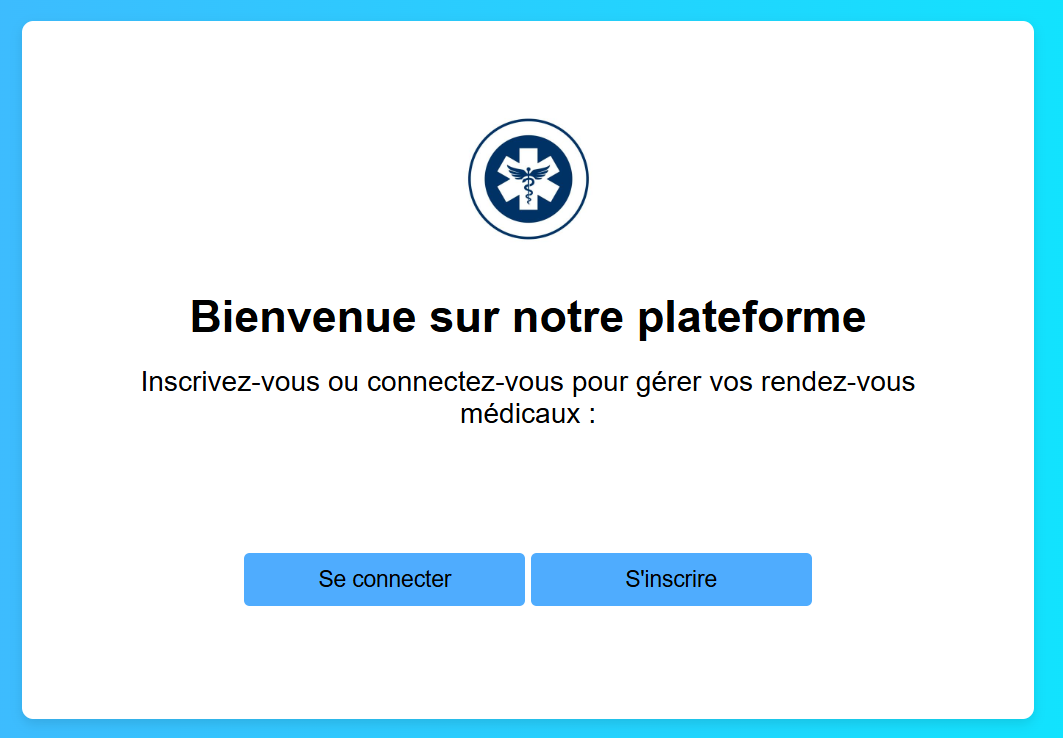 Bienvenue sur notre plateforme
Inscrivez-vous ou connectez-vous pour gérer vos rendez-vous
médicaux :
Se connecter
S'inscrire